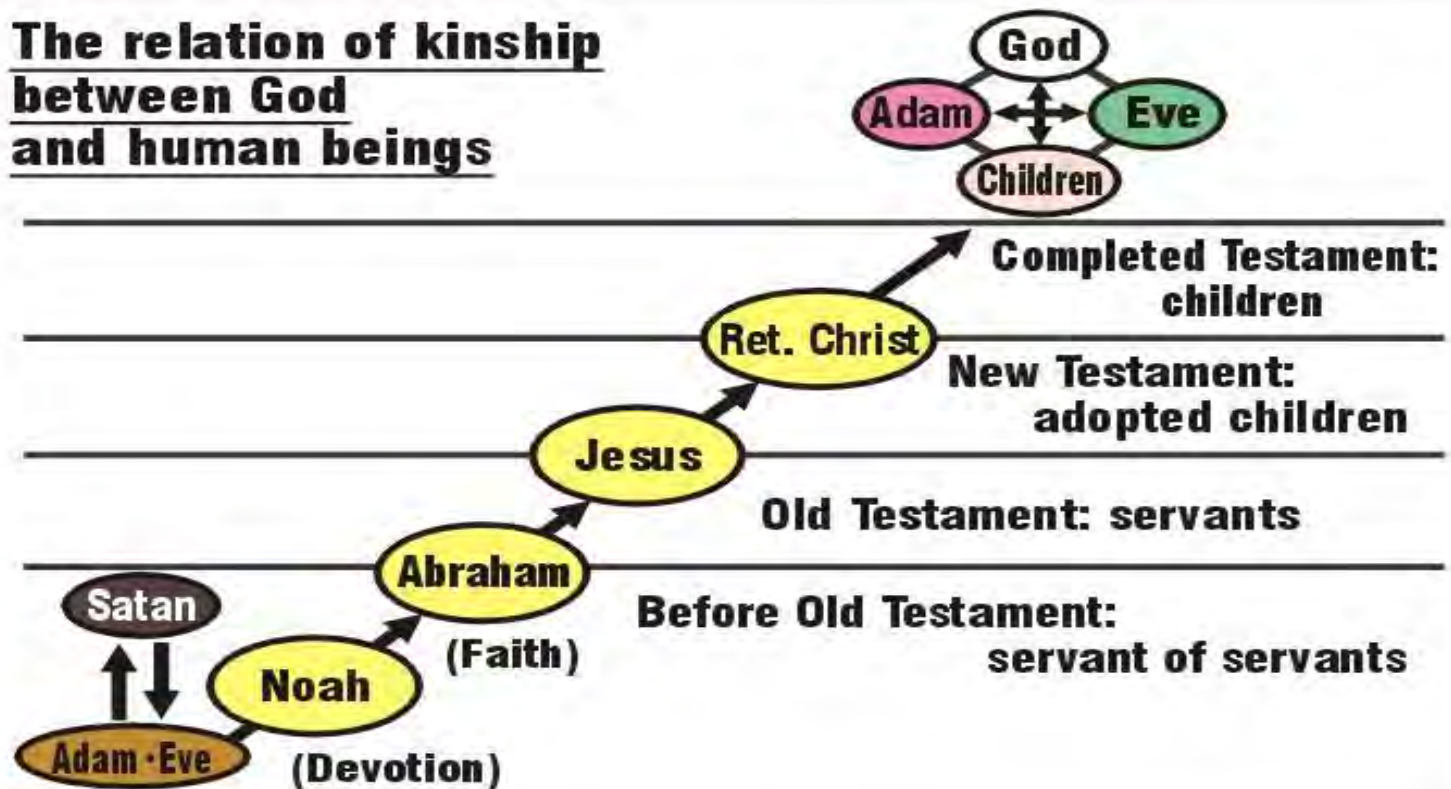 The relation of kinship
between God
and human beings
God
Adam
Eve
Children
Completed Testament:
children
Ret. Christ
New Testament:
adopted children
Jesus
Old Testament: servants
Abraham
(Faith)
Before Old Testament:
servant of servants
Satan
Noah
(Devotion)
Adam·Eve